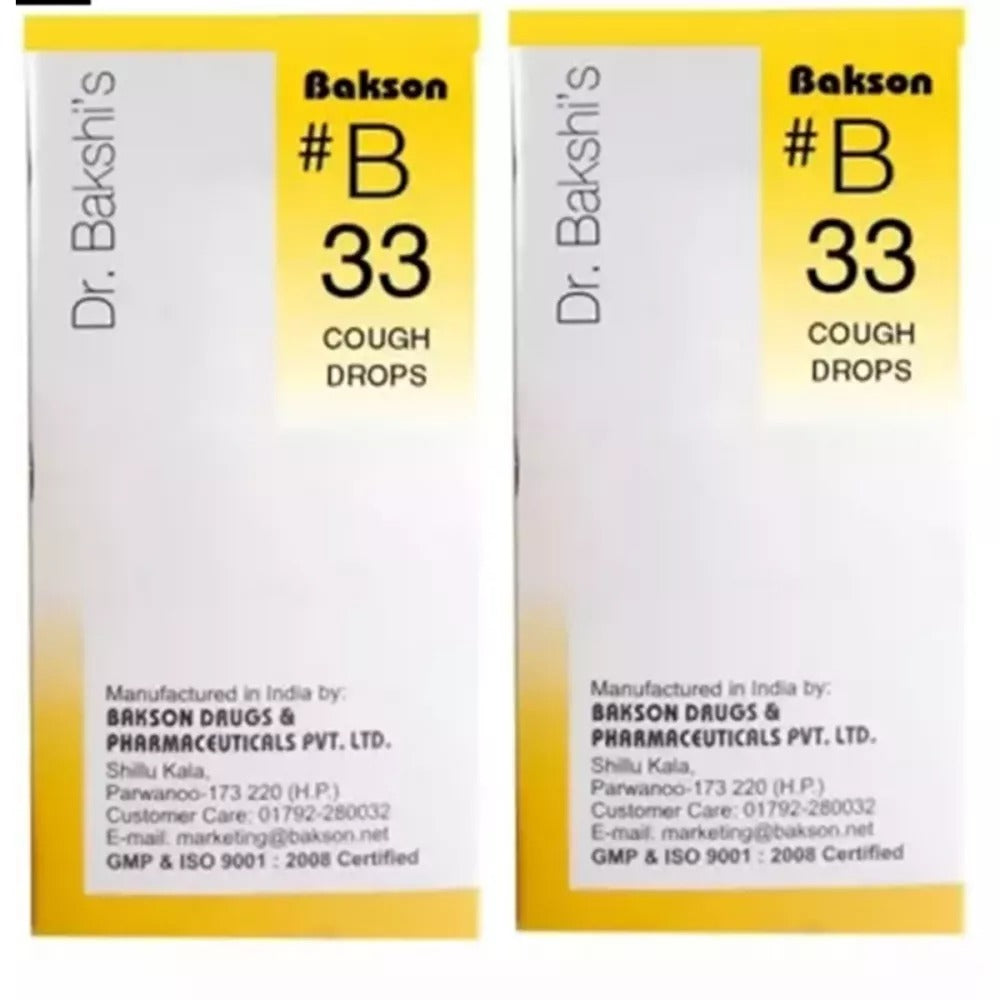 Dr. Bakshi's
Bakson
#B
33
COUGH
DROPS
Manufactured in India by:
BAKSON DRUGS &
PHARMACEUTICALS PVT. LTD.
Shillu Kala,
Parwanoo-173 220 (H.P.)
Customer Care: 01792-280032
E-mail: marketing@bakson.net
GMP & ISO 9001 : 2008 Certified
Dr. Bakshi's
Bakson
#B
33
COUGH
DROPS
Manufactured in India by:
BAKSON DRUGS &
PHARMACEUTICALS PVT. LTD.
Shillu Kala,
Parwanoo-173 220 (H.P.)
Customer Care: 01792-280032
E-mail: marketing@bakson.net
GMP & ISO 9001 : 2008 Certified